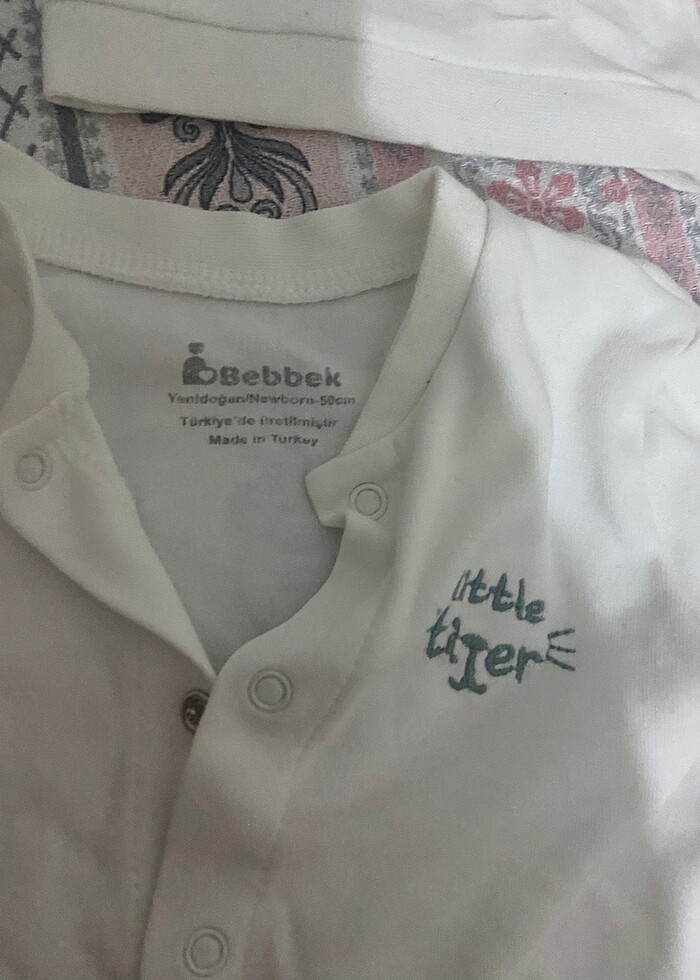 Bebbek
Yenidoğan/Newborn-50cm
Türkiye'de üretilmiştir
Made in Turkey
little
tiger